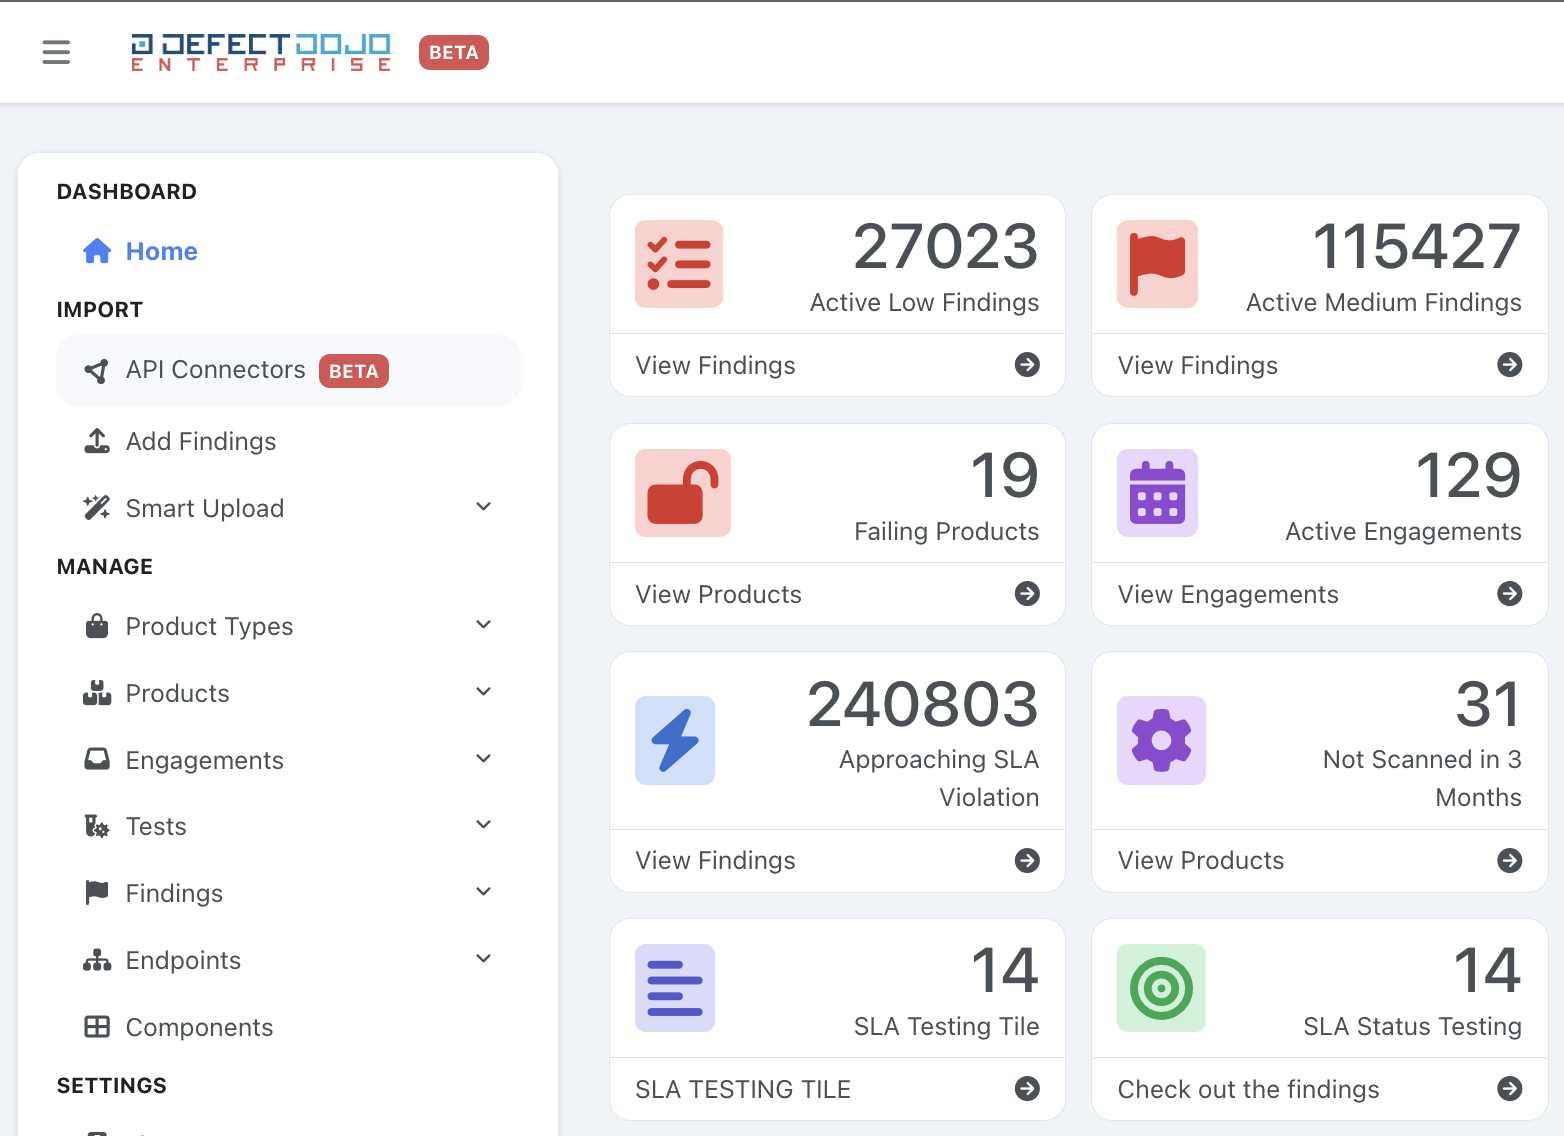 DEFECTDOJO
ENTERPRISE
BETA
DASHBOARD
Home
IMPORT
API Connectors BETA
Add Findings
Smart Upload
MANAGE
Product Types
Products
Engagements
Tests
Findings
Endpoints
Components
SETTINGS
27023
Active Low Findings
View Findings
115427
Active Medium Findings
View Findings
19
Failing Products
View Products
129
Active Engagements
View Engagements
240803
Approaching SLA
Violation
View Findings
31
Not Scanned in 3
Months
View Products
14
SLA Testing Tile
SLA TESTING TILE
14
SLA Status Testing
Check out the findings